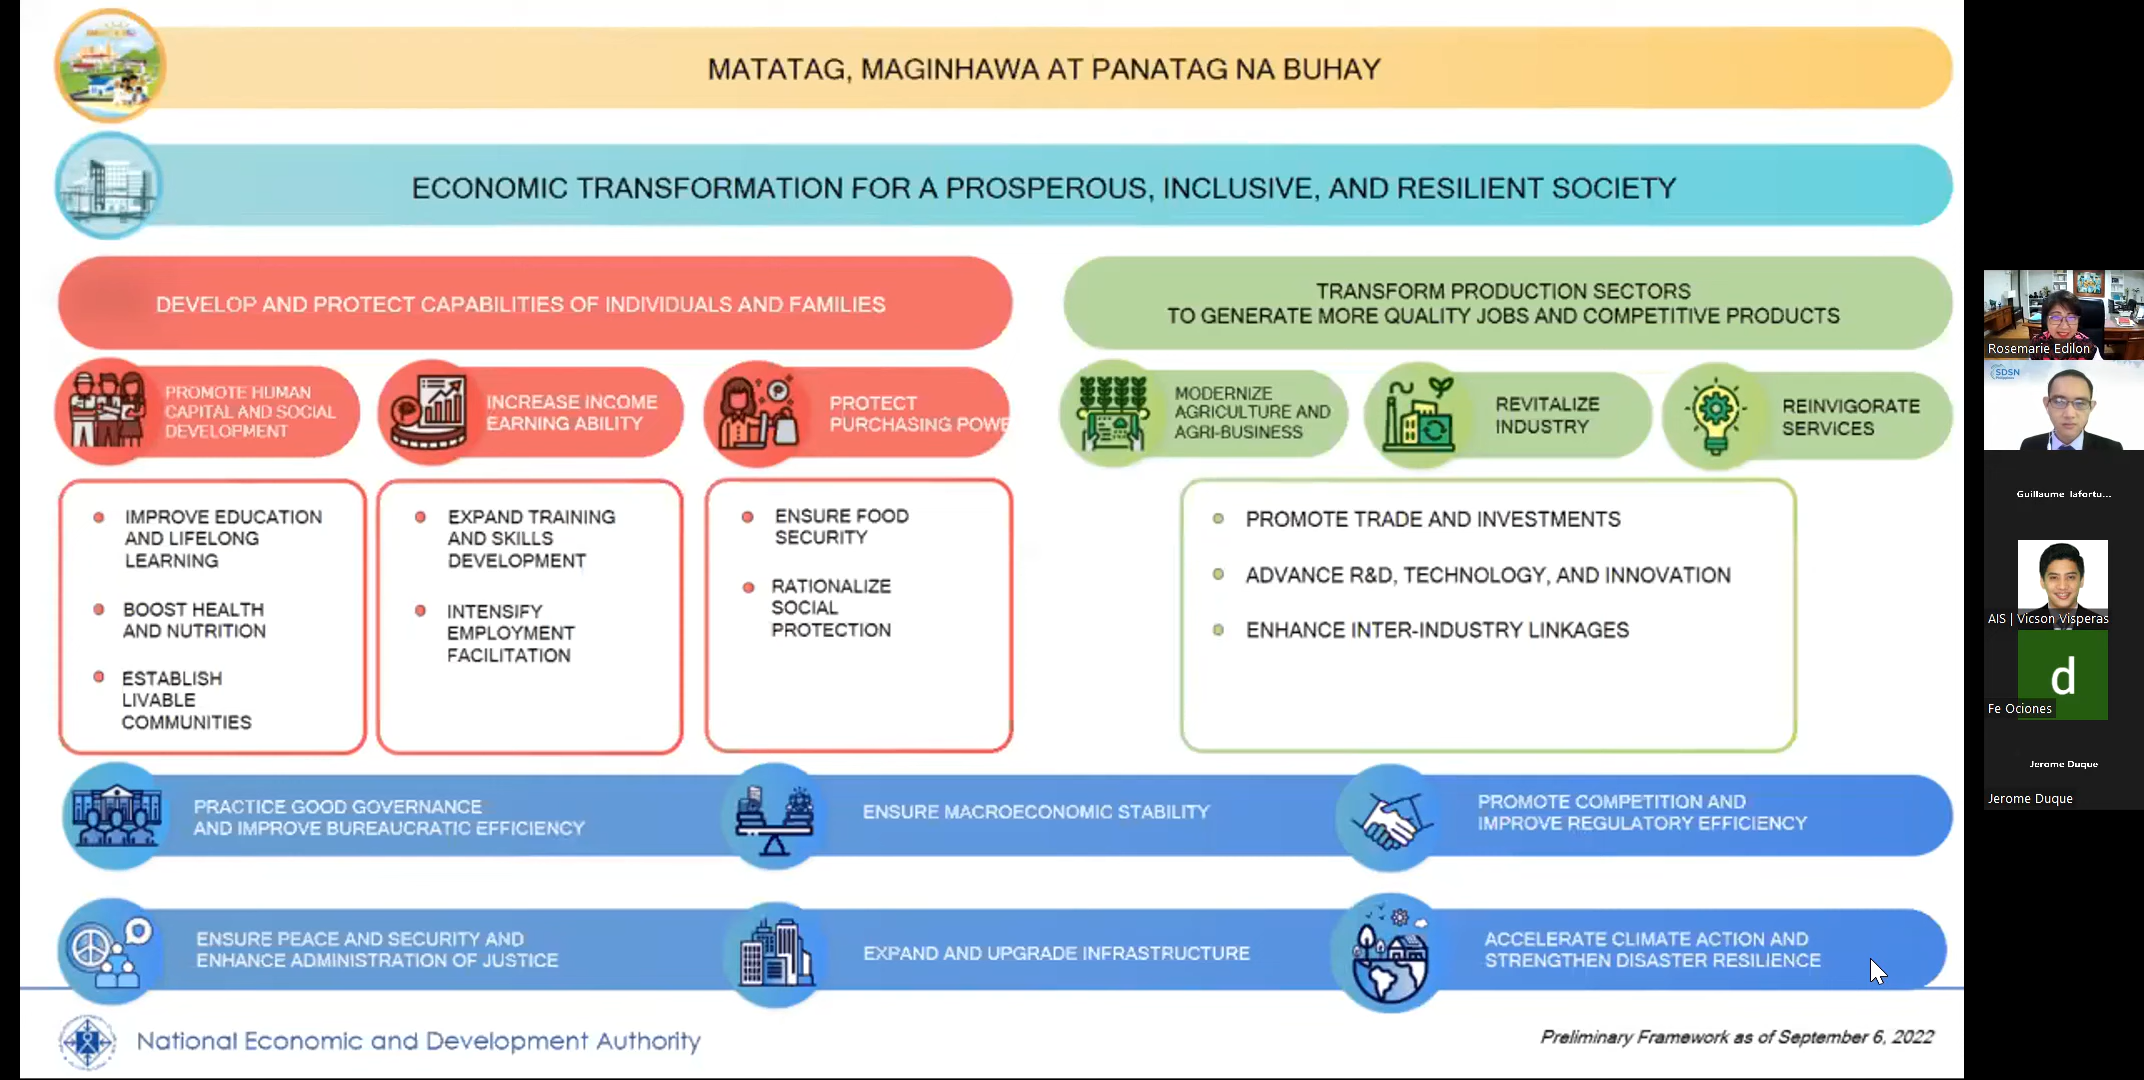 MATATAG, MAGINHAWA AT PANATAG NA BUHAY
ECONOMIC TRANSFORMATION FOR A PROSPEROUS, INCLUSIVE, AND RESILIENT SOCIETY
DEVELOP AND PROTECT CAPABILITIES OF INDIVIDUALS AND FAMILIES
PROMOTE HUMAN
CAPITAL AND SOCIAL
DEVELOPMENT
INCREASE INCOME
EARNING ABILITY
PROTECT
PURCHASING POWE
IMPROVE EDUCATION
AND LIFELONG
LEARNING
BOOST HEALTH
AND NUTRITION
ESTABLISH
LIVABLE
COMMUNITIES
EXPAND TRAINING
AND SKILLS
DEVELOPMENT
INTENSIFY
EMPLOYMENT
FACILITATION
ENSURE FOOD
SECURITY
RATIONALIZE
SOCIAL
PROTECTION
TRANSFORM PRODUCTION SECTORS
TO GENERATE MORE QUALITY JOBS AND COMPETITIVE PRODUCTS
MODERNIZE
AGRICULTURE AND
AGRI-BUSINESS
REVITALIZE
INDUSTRY
REINVIGORATE
SERVICES
PROMOTE TRADE AND INVESTMENTS
ADVANCE R&D, TECHNOLOGY, AND INNOVATION
ENHANCE INTER-INDUSTRY LINKAGES
PRACTICE GOOD GOVERNANCE
AND IMPROVE BUREAUCRATIC EFFICIENCY
ENSURE MACROECONOMIC STABILITY
PROMOTE COMPETITION AND
IMPROVE REGULATORY EFFICIENCY
ENSURE PEACE AND SECURITY AND
ENHANCE ADMINISTRATION OF JUSTICE
EXPAND AND UPGRADE INFRASTRUCTURE
ACCELERATE CLIMATE ACTION AND
STRENGTHEN DISASTER RESILIENCE
National Economic and Development Authority
Preliminary Framework as of September 6, 2022
Rosemarie Edilon
SDSN
Guillaume lafortu...
AIS | Vicson Visperas
d
Fe Ociones
Jerome Duque
Jerome Duque